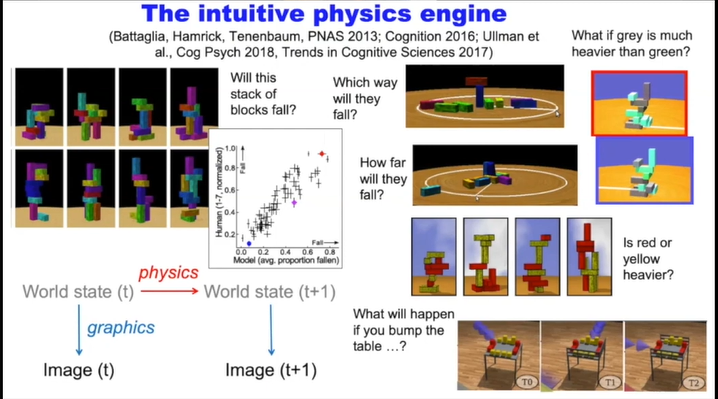 The intuitive physics engine
(Battaglia, Hamrick, Tenenbaum, PNAS 2013; Cognition 2016; Ullman et
al., Cog Psych 2018, Trends in Cognitive Sciences 2017)
What if grey is much
heavier than green?
Will this
stack of
blocks fall?
Which way
will they
fall?
How far
will they
fall?
Human (1-7, normalized)
Fall
1.0
0.8
0.6
0.4
0.2
0.0 0.2 0.4 0.6 0.8
Fall
Model (avg. proportion fallen)
Is red or
yellow
heavier?
physics
World state (t)
World state (t+1)
graphics
Image (t)
Image (t+1)
What will happen
if you bump the
table ...?
T0
T1
T2